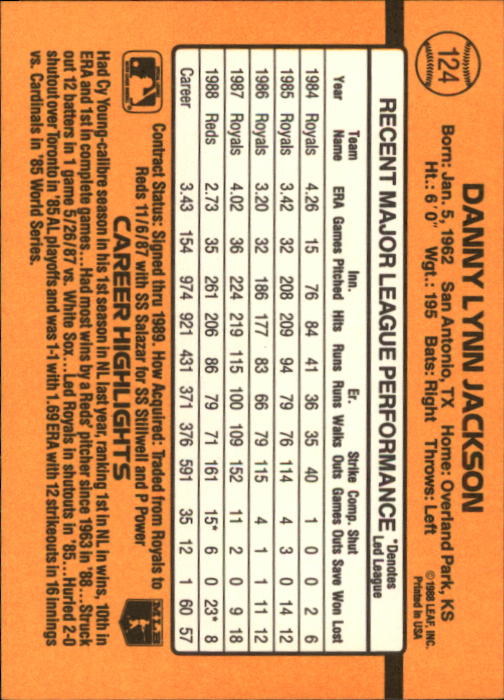 124
DANNY LYNN JACKSON
Born: Jan. 5, 1962 San Antonio, TX Home: Overland Park, KS
Ht.: 6' 0" Wgt.: 195 Bats: Right Throws: Left
©1988 LEAF, INC.
Printed in USA
RECENT MAJOR LEAGUE PERFORMANCE *Denotes Led League
Year Team Name ERA Games Inn. Pitched Hits Runs Er. Runs Walks Strike Outs Comp. Games Shut Outs Save Won Lost
1984 Royals 4.26 15 76 84 41 36 35 40 1 0 0 2 6
1985 Royals 3.42 32 208 209 94 79 76 114 4 3 0 14 12
1986 Royals 3.20 32 186 177 83 66 79 115 4 1 1 11 12
1987 Royals 4.02 36 224 219 115 100 109 152 11 2 0 9 18
1988 Reds 2.73 35 261 206 86 79 71 161 15* 6 0 23* 8
Career 3.43 154 974 921 431 371 376 591 35 12 1 60 57
Contract Status: Signed thru 1989. How Acquired: Traded from Royals to
Reds 11/6/87 with SS Salazar for SS Stillwell and P Power
MLB
CAREER HIGHLIGHTS
Had Cy Young-calibre season in his 1st season in NL last year, ranking 1st in NL in wins, 10th in
ERA and 1st in complete games... Had most wins by a Reds' pitcher since 1963 in '88... Struck
out 12 batters in 1 game 5/26/87 vs. White Sox...Led Royals in shutouts in '85...Hurled 2-0
shutout over Toronto in '85 AL playoffs and was 1-1 with 1.69 ERA with 12 strikeouts in 16 innings
vs. Cardinals in '85 World Series.